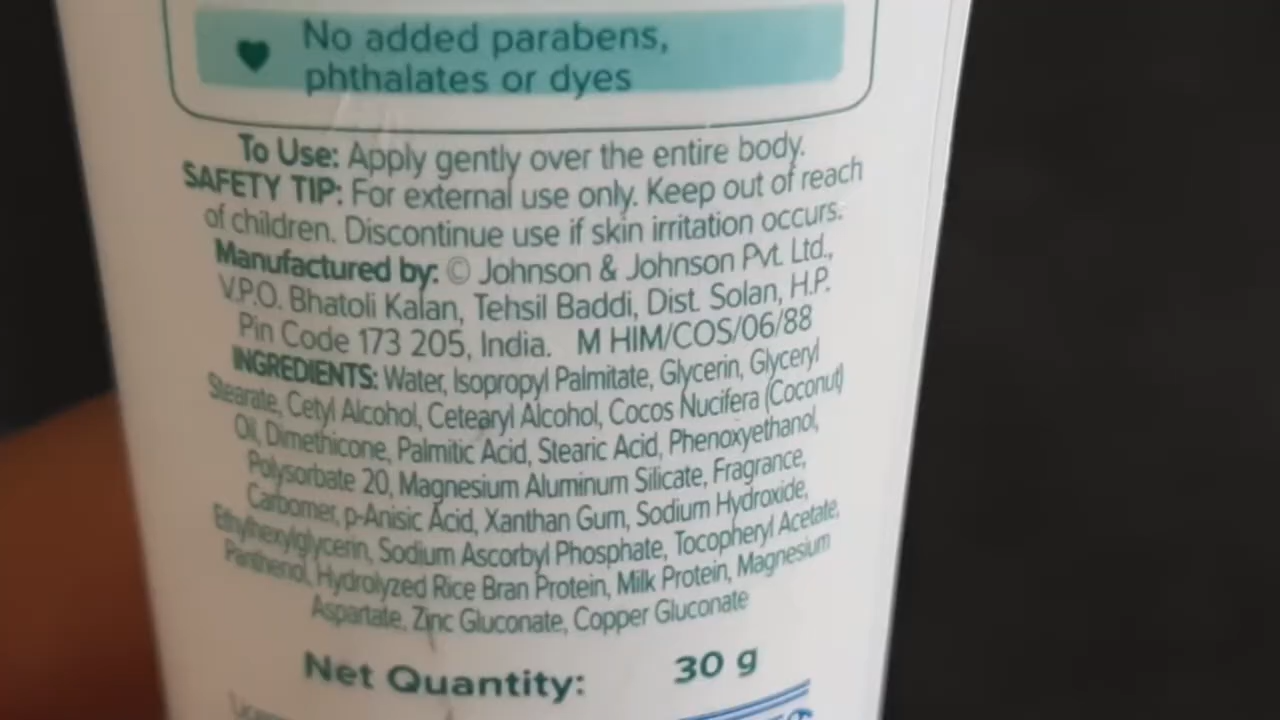 No added parabens,
phthalates or dyes
To Use: Apply gently over the entire body.
SAFETY TIP: For external use only. Keep out of reach
of children. Discontinue use if skin irritation occurs.
Manufactured by: © Johnson & Johnson Pvt. Ltd.,
V.P.O. Bhatoli Kalan, Tehsil Baddi, Dist. Solan, H.P.
Pin Code 173 205, India. M HIM/COS/06/88
INGREDIENTS: Water, Isopropyl Palmitate, Glycerin, Glyceryl
Stearate, Cetyl Alcohol, Cetearyl Alcohol, Cocos Nucifera (Coconut)
Oil, Dimethicone, Palmitic Acid, Stearic Acid, Phenoxyethanol,
Polysorbate 20, Magnesium Aluminum Silicate, Fragrance,
Carbomer, p-Anisic Acid, Xanthan Gum, Sodium Hydroxide,
Ethylhexylglycerin, Sodium Ascorbyl Phosphate, Tocopheryl Acetate,
Panthenol, Hydrolyzed Rice Bran Protein, Milk Protein, Magnesium
Aspartate, Zinc Gluconate, Copper Gluconate
Net Quantity: 30 g